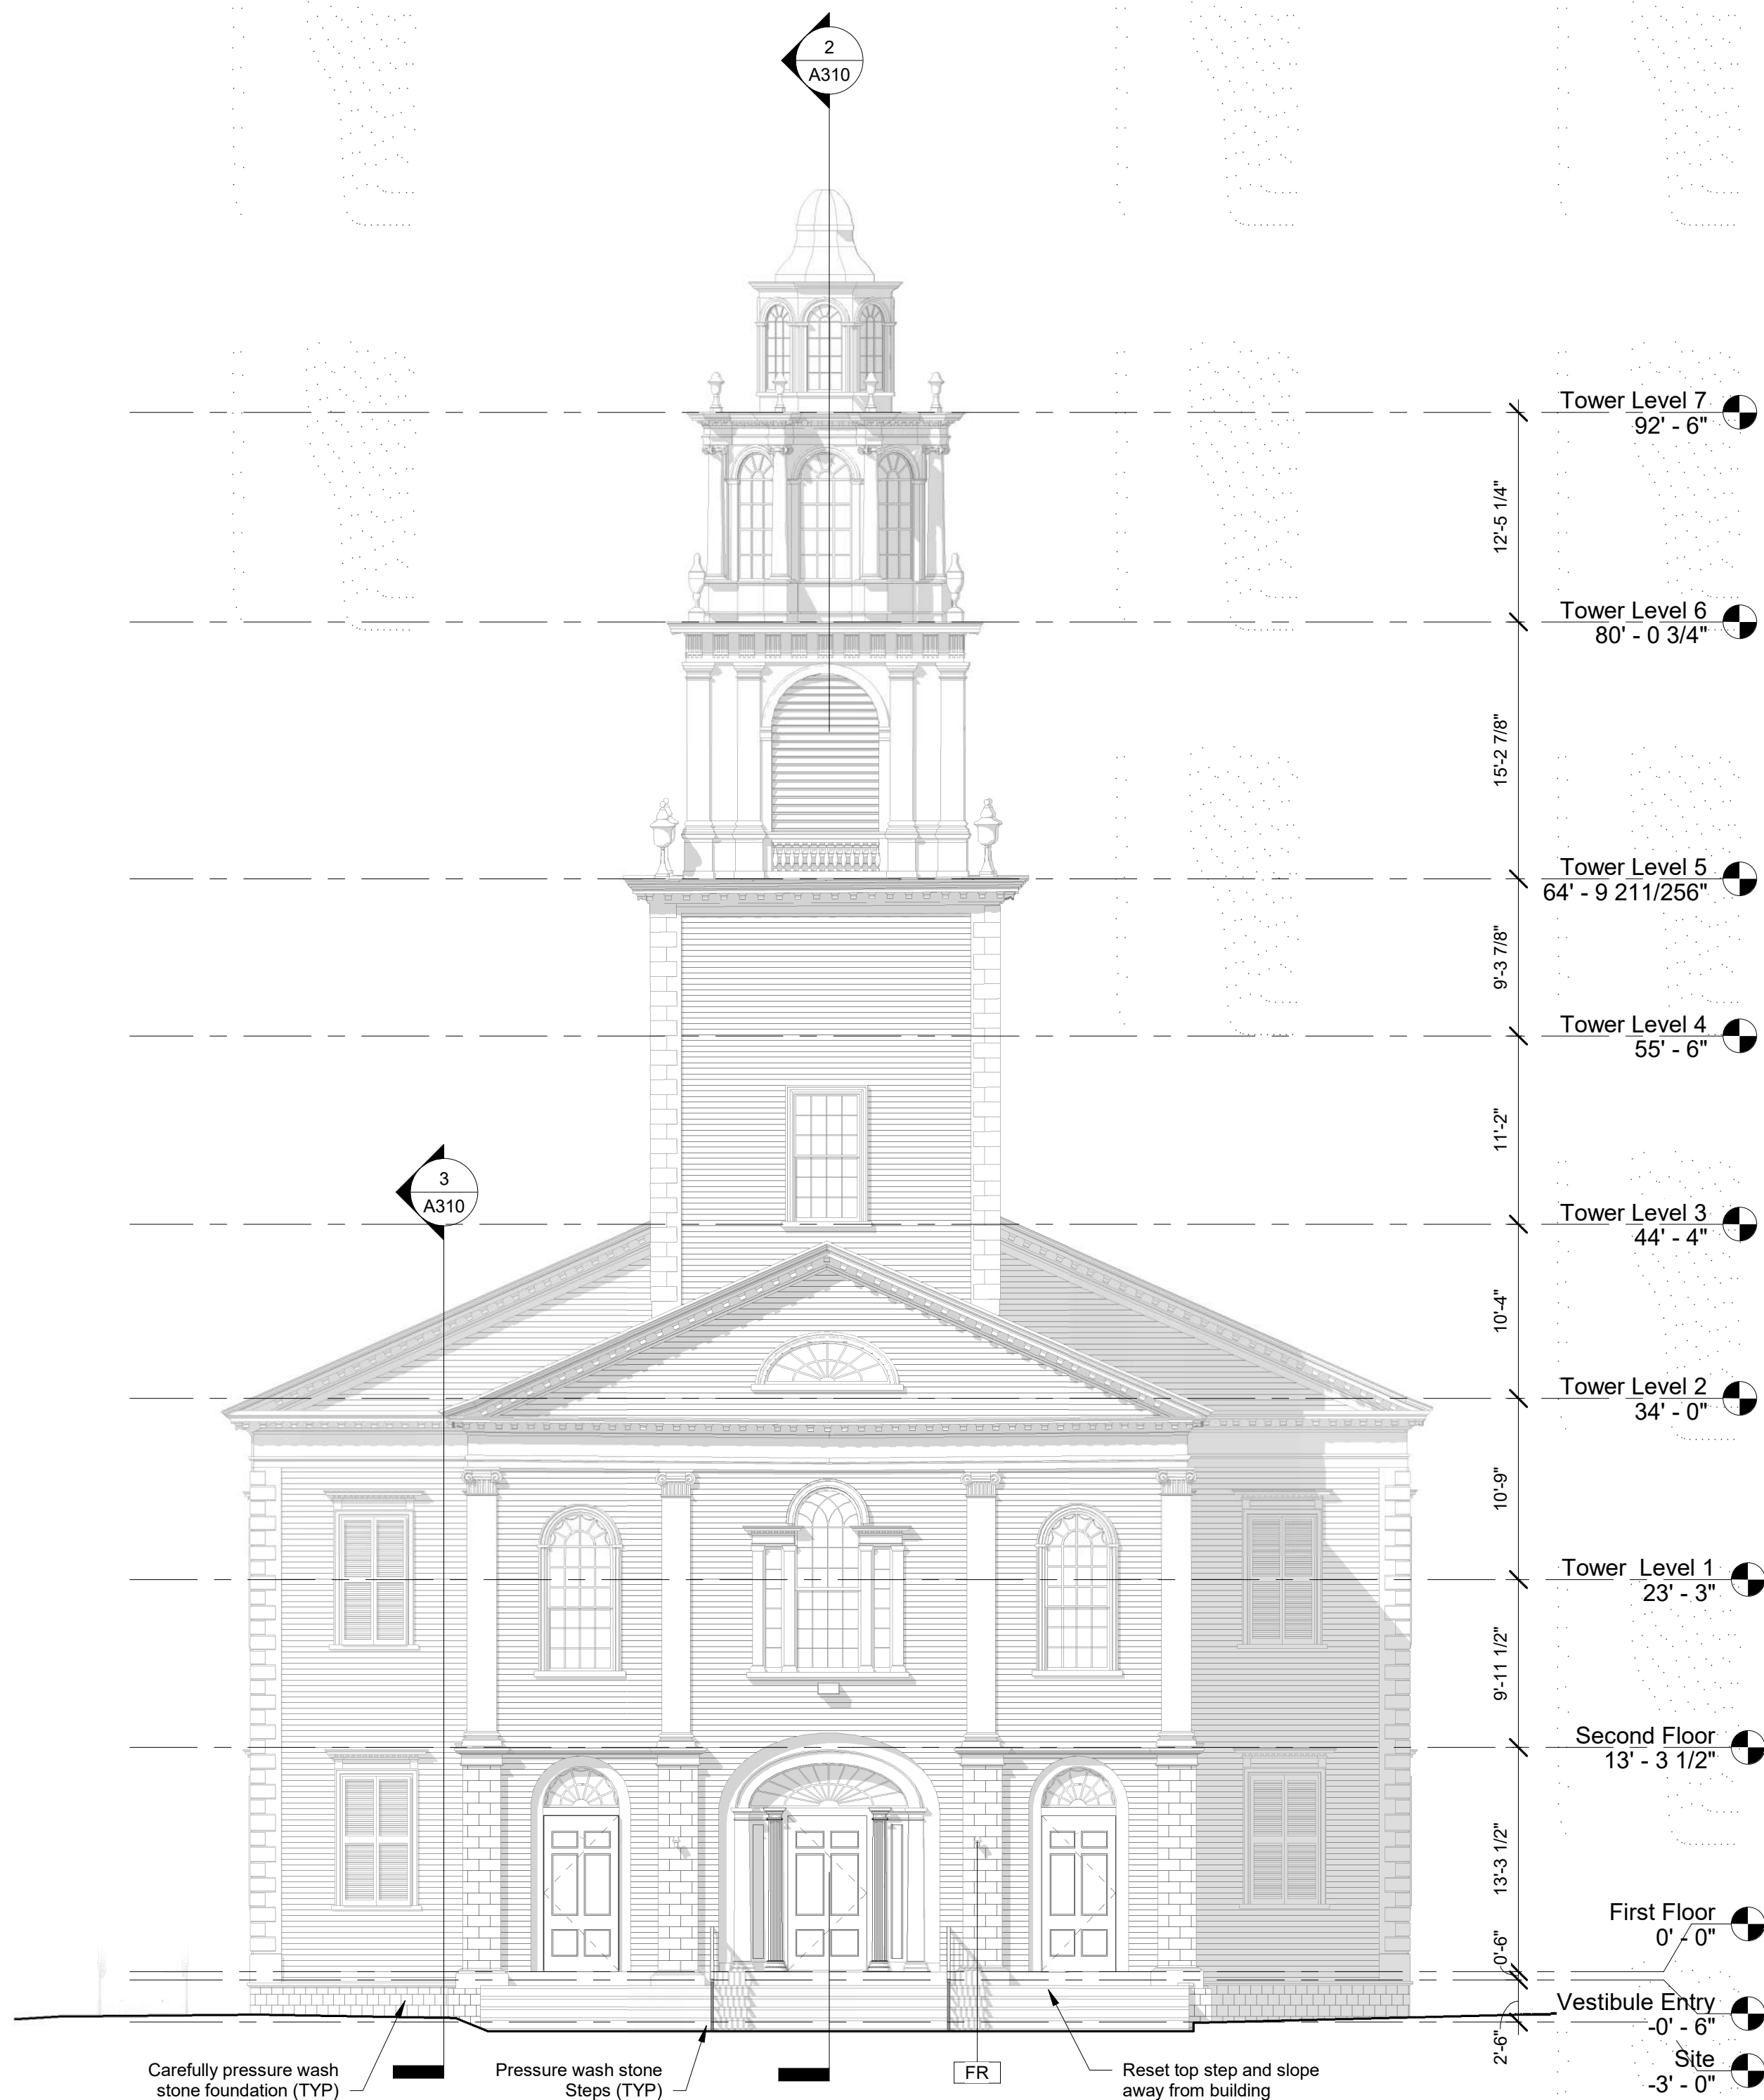 2
A310
Tower Level 7
92' - 6"
12'-5 1/4"
Tower Level 6
80' - 0 3/4"
15'-2 7/8"
Tower Level 5
64' - 9 211/256"
9'-3 7/8"
Tower Level 4
55' - 6"
11'-2"
3
A310
Tower Level 3
44' - 4"
10'-4"
Tower Level 2
34' - 0"
10'-9"
Tower Level 1
23' - 3"
9'-11 1/2"
Second Floor
13' - 3 1/2"
13'-3 1/2"
First Floor
0' - 0"
0'-6"
Vestibule Entry
-0' - 6"
2'-6"
Site
-3' - 0"
Carefully pressure wash
stone foundation (TYP)
Pressure wash stone
Steps (TYP)
FR
Reset top step and slope
away from building